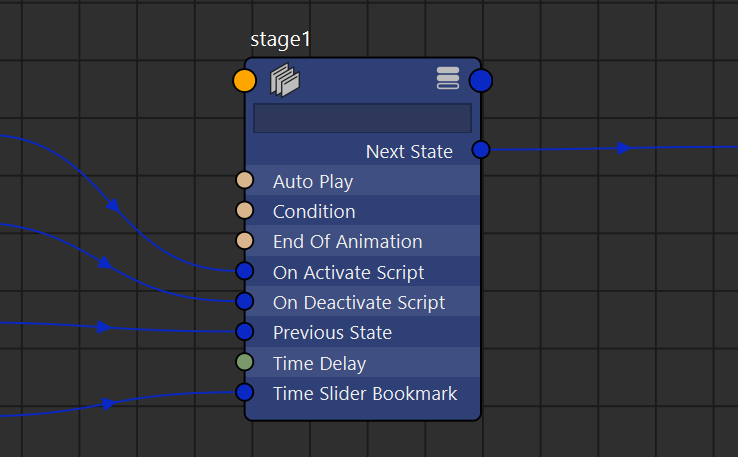 stage1
Next State
Auto Play
Condition
End Of Animation
On Activate Script
On Deactivate Script
Previous State
Time Delay
Time Slider Bookmark